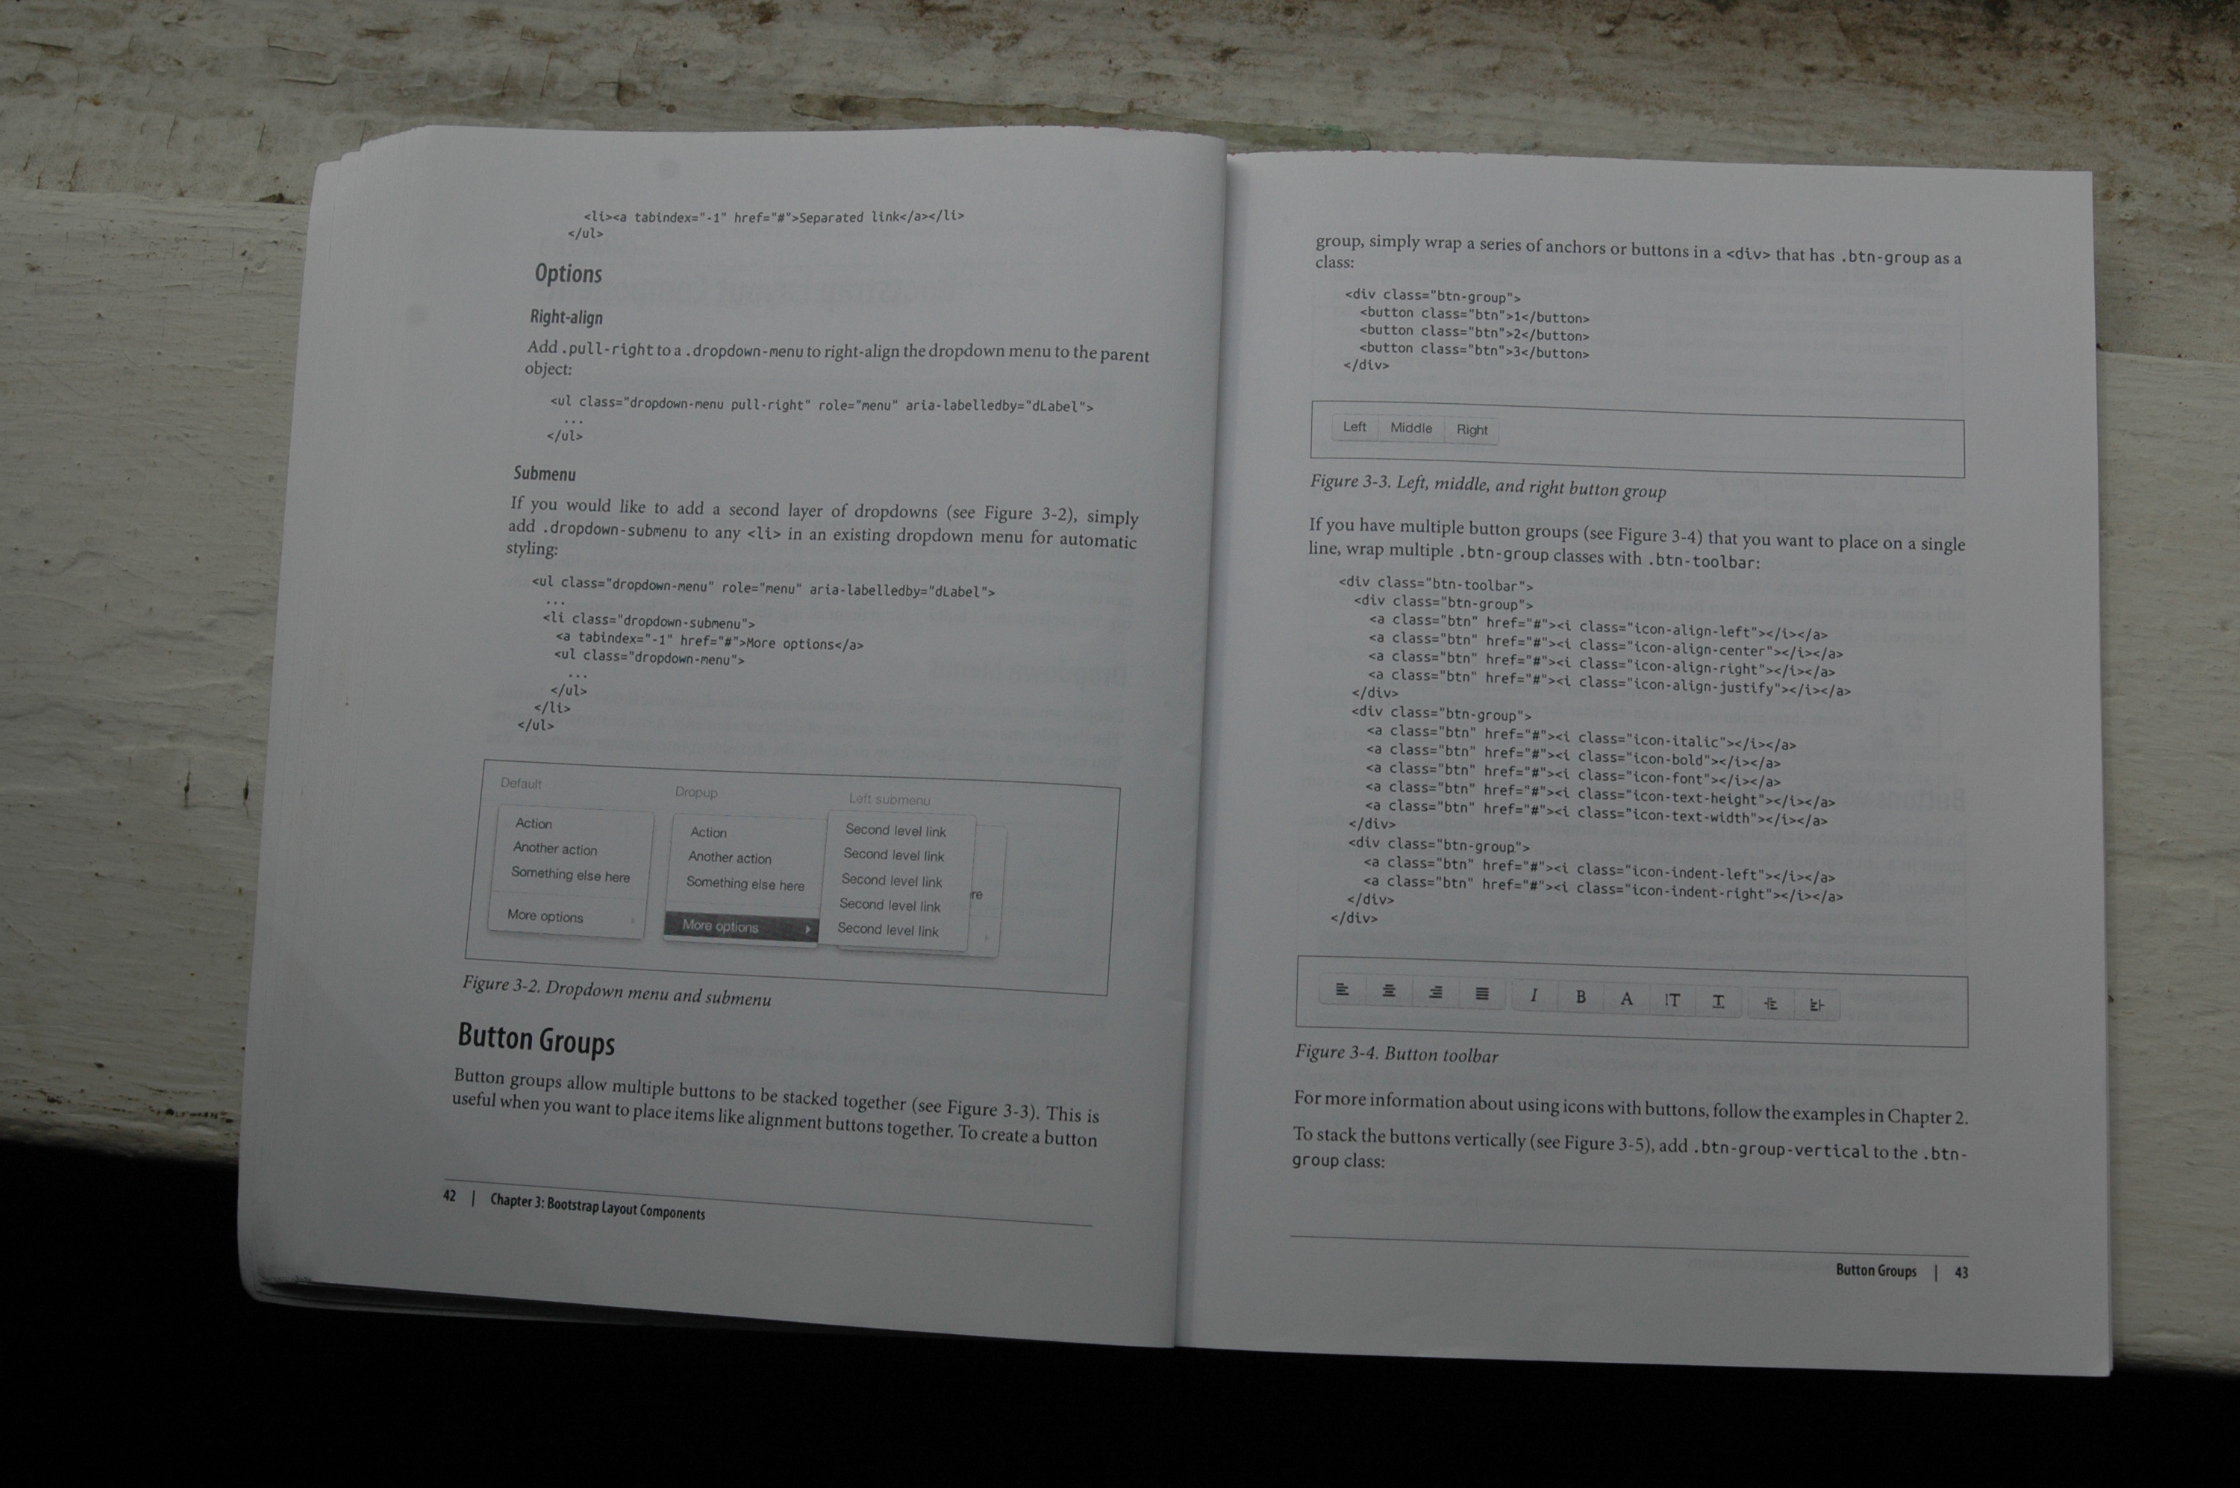 <li><a tabindex="-1" href="#">Separated link</a></li>
</ul>
Options
Right-align
Add .pull-right to a .dropdown-menu to right-align the dropdown menu to the parent
object:
<ul class="dropdown-menu pull-right" role="menu" aria-labelledby="dLabel">
...
</ul>
Submenu
If you would like to add a second layer of dropdowns (see Figure 3-2), simply
add .dropdown-submenu to any <li> in an existing dropdown menu for automatic
styling:
<ul class="dropdown-menu" role="menu" aria-labelledby="dLabel">
...
<li class="dropdown-submenu">
<a tabindex="-1" href="#">More options</a>
<ul class="dropdown-menu">
...
</ul>
</li>
</ul>
Default
Action
Another action
Something else here
More options
Dropup
Action
Another action
Something else here
More options
Left submenu
Second level link
Second level link
Second level link
Second level link
Second level link
re
Figure 3-2. Dropdown menu and submenu
Button Groups
Button groups allow multiple buttons to be stacked together (see Figure 3-3). This is
useful when you want to place items like alignment buttons together. To create a button
42 | Chapter 3: Bootstrap Layout Components
group, simply wrap a series of anchors or buttons in a <div> that has .btn-group as a
class:
<div class="btn-group">
<button class="btn">1</button>
<button class="btn">2</button>
<button class="btn">3</button>
</div>
Left Middle Right
Figure 3-3. Left, middle, and right button group
If you have multiple button groups (see Figure 3-4) that you want to place on a single
line, wrap multiple .btn-group classes with .btn-toolbar:
<div class="btn-toolbar">
<div class="btn-group">
<a class="btn" href="#"><i class="icon-align-left"></i></a>
<a class="btn" href="#"><i class="icon-align-center"></i></a>
<a class="btn" href="#"><i class="icon-align-right"></i></a>
<a class="btn" href="#"><i class="icon-align-justify"></i></a>
</div>
<div class="btn-group">
<a class="btn" href="#"><i class="icon-italic"></i></a>
<a class="btn" href="#"><i class="icon-bold"></i></a>
<a class="btn" href="#"><i class="icon-font"></i></a>
<a class="btn" href="#"><i class="icon-text-height"></i></a>
<a class="btn" href="#"><i class="icon-text-width"></i></a>
</div>
<div class="btn-group">
<a class="btn" href="#"><i class="icon-indent-left"></i></a>
<a class="btn" href="#"><i class="icon-indent-right"></i></a>
</div>
</div>
I B A T T
Figure 3-4. Button toolbar
For more information about using icons with buttons, follow the examples in Chapter 2.
To stack the buttons vertically (see Figure 3-5), add .btn-group-vertical to the .btn-
group class:
Button Groups | 43